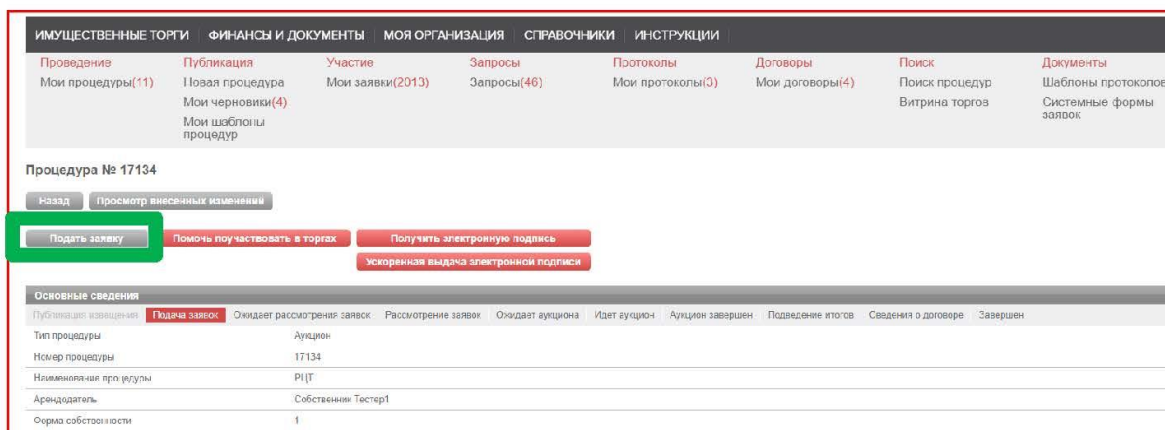 ИМУЩЕСТВЕННЫЕ ТОРГИ ФИНАНСЫ И ДОКУМЕНТЫ МОЯ ОРГАНИЗАЦИЯ СПРАВОЧНИКИ ИНСТРУКЦИИ
Проведение Публикация Участие Запросы Протоколы Договоры Поиск Документы
Мои процедуры(11) Новая процедура Мои заявки(2013) Запросы(46) Мои протоколы(3) Мои договоры(4) Поиск процедур Шаблоны протоколов
Мои черновики(4) Витрина торгов Системные формы заявок
Мои шаблоны процедур
Процедура № 17134
Назад Просмотр внесенных изменений
Подать заявку Помочь поучаствовать в торгах Получить электронную подпись
Ускоренная выдача электронной подписи
Основные сведения
Публикация извещения Подача заявок Ожидает рассмотрения заявок Рассмотрение заявок Ожидает аукциона Идет аукцион Аукцион завершен Подведение итогов Сведения о договоре Завершен
Тип процедуры Аукцион
Номер процедуры 17134
Наименование процедуры РЦТ
Арендодатель Собственник Тестер1
Форма собственности 1